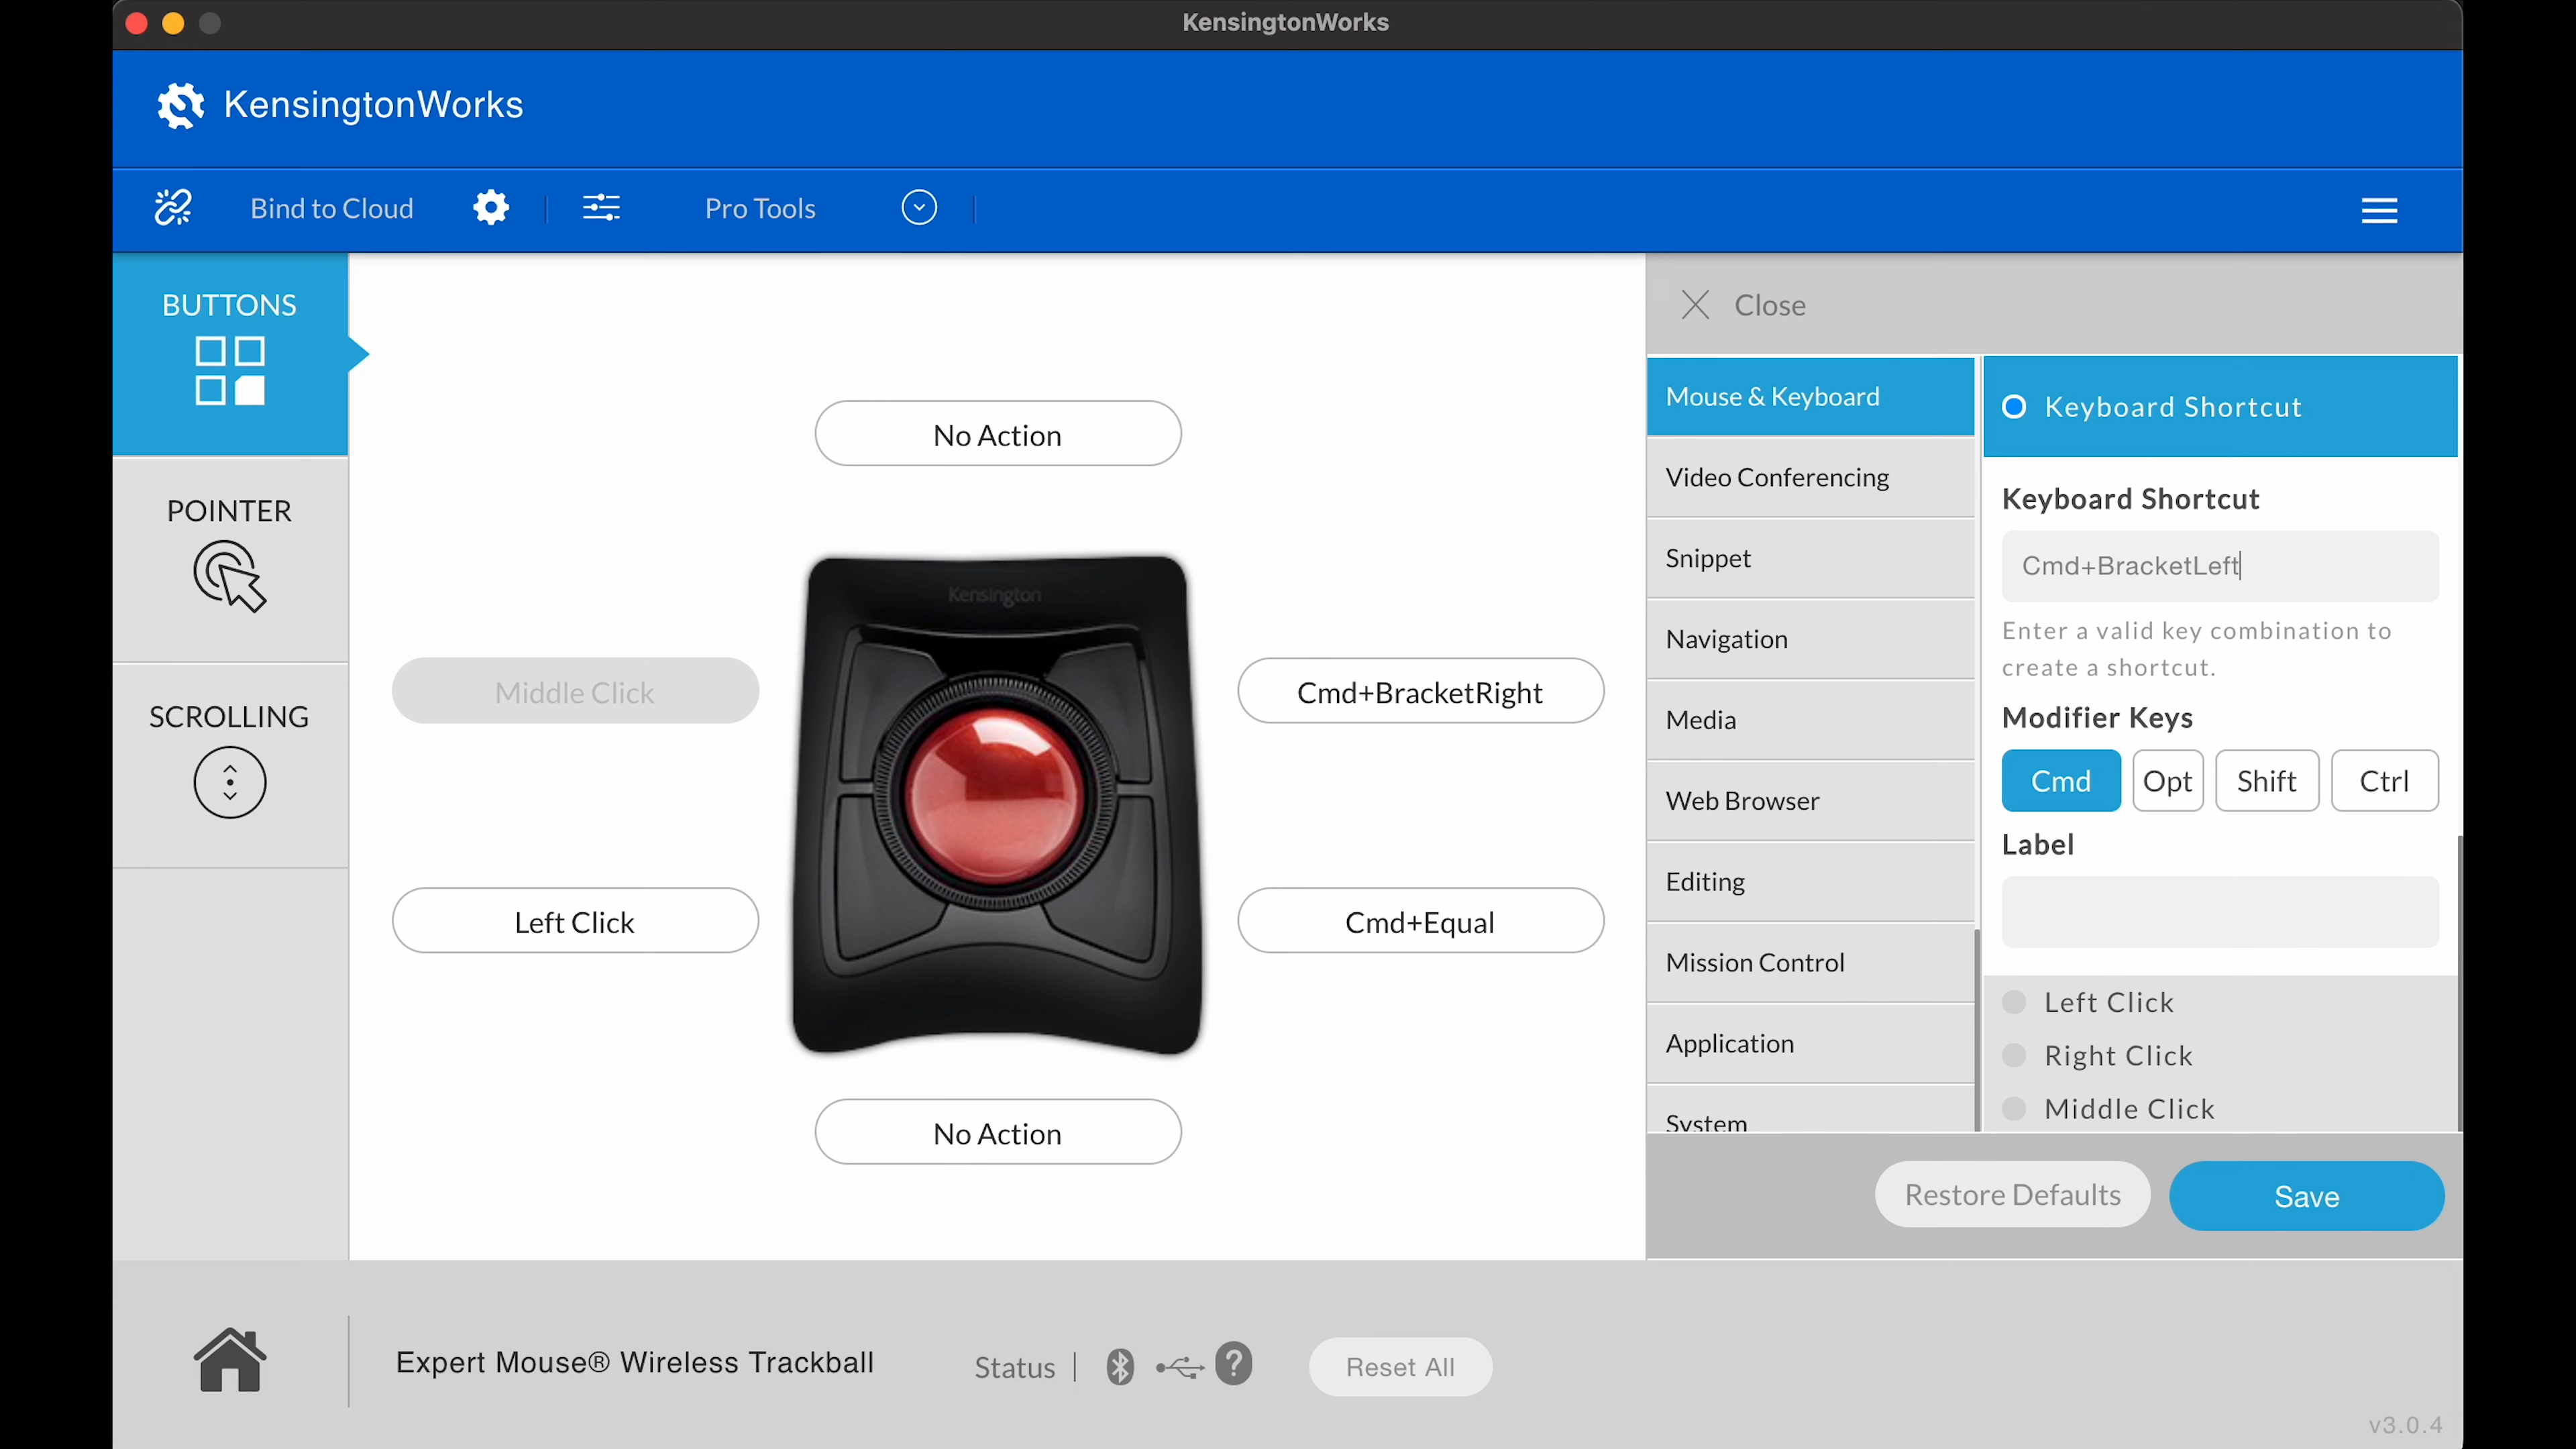 KensingtonWorks
KensingtonWorks
Bind to Cloud
Pro Tools
BUTTONS
POINTER
SCROLLING
No Action
Kensington
Middle Click
Cmd+BracketRight
Left Click
Cmd+Equal
No Action
Close
Mouse & Keyboard
Video Conferencing
Snippet
Navigation
Media
Web Browser
Editing
Mission Control
Application
System
Keyboard Shortcut
Keyboard Shortcut
Cmd+BracketLeft
Enter a valid key combination to
create a shortcut.
Modifier Keys
Cmd Opt Shift Ctrl
Label
Left Click
Right Click
Middle Click
Restore Defaults
Save
Expert Mouse® Wireless Trackball
Status | ?
Reset All
v3.0.4